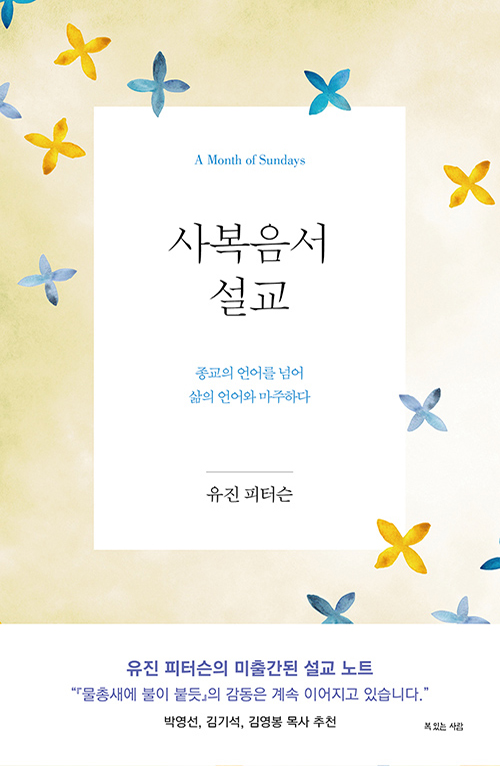 A Month of Sundays
사복음서
설교
종교의 언어를 넘어
삶의 언어와 마주하다
유진 피터슨
유진 피터슨의 미출간된 설교 노트
“『물총새에 불이 붙듯』의 감동은 계속 이어지고 있습니다.”
박영선, 김기석, 김영봉 목사 추천
복 있는 사람